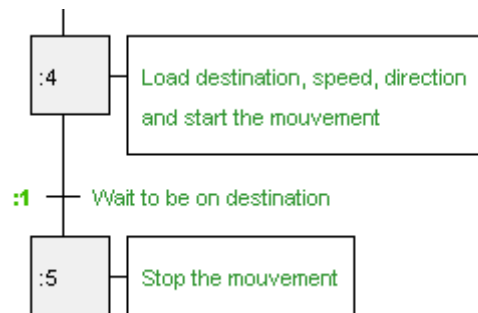 :4
Load destination, speed, direction
and start the mouvement
:1 Wait to be on destination
:5
Stop the mouvement